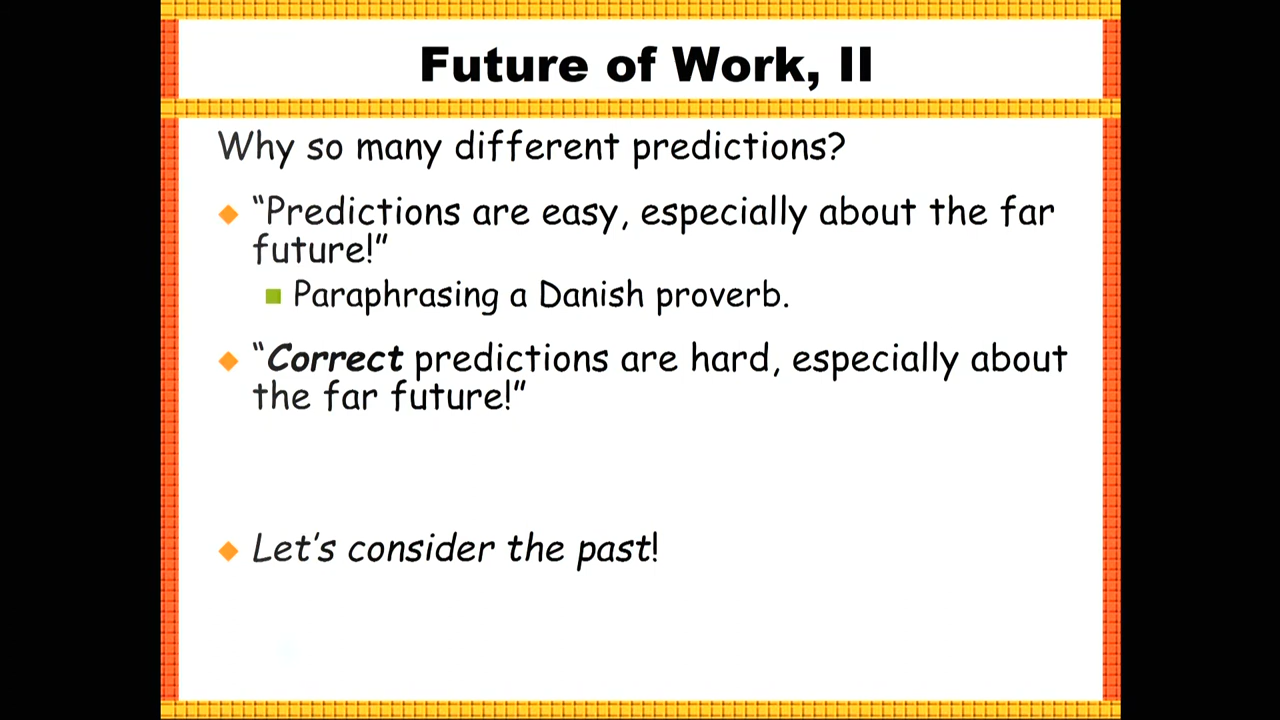 Future of Work, II
Why so many different predictions?
“Predictions are easy, especially about the far
future!”
Paraphrasing a Danish proverb.
“Correct predictions are hard, especially about
the far future!”
Let’s consider the past!